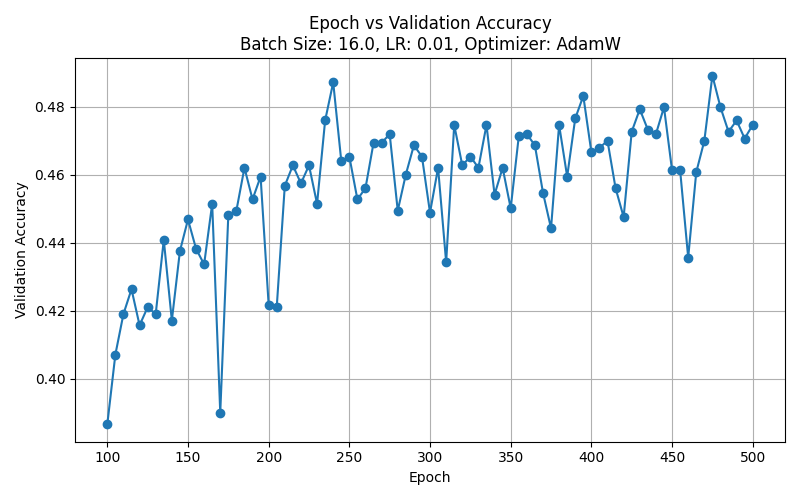 Epoch vs Validation Accuracy
Batch Size: 16.0, LR: 0.01, Optimizer: AdamW
Validation Accuracy
0.48
0.46
0.44
0.42
0.40
100 150 200 250 300 350 400 450 500
Epoch